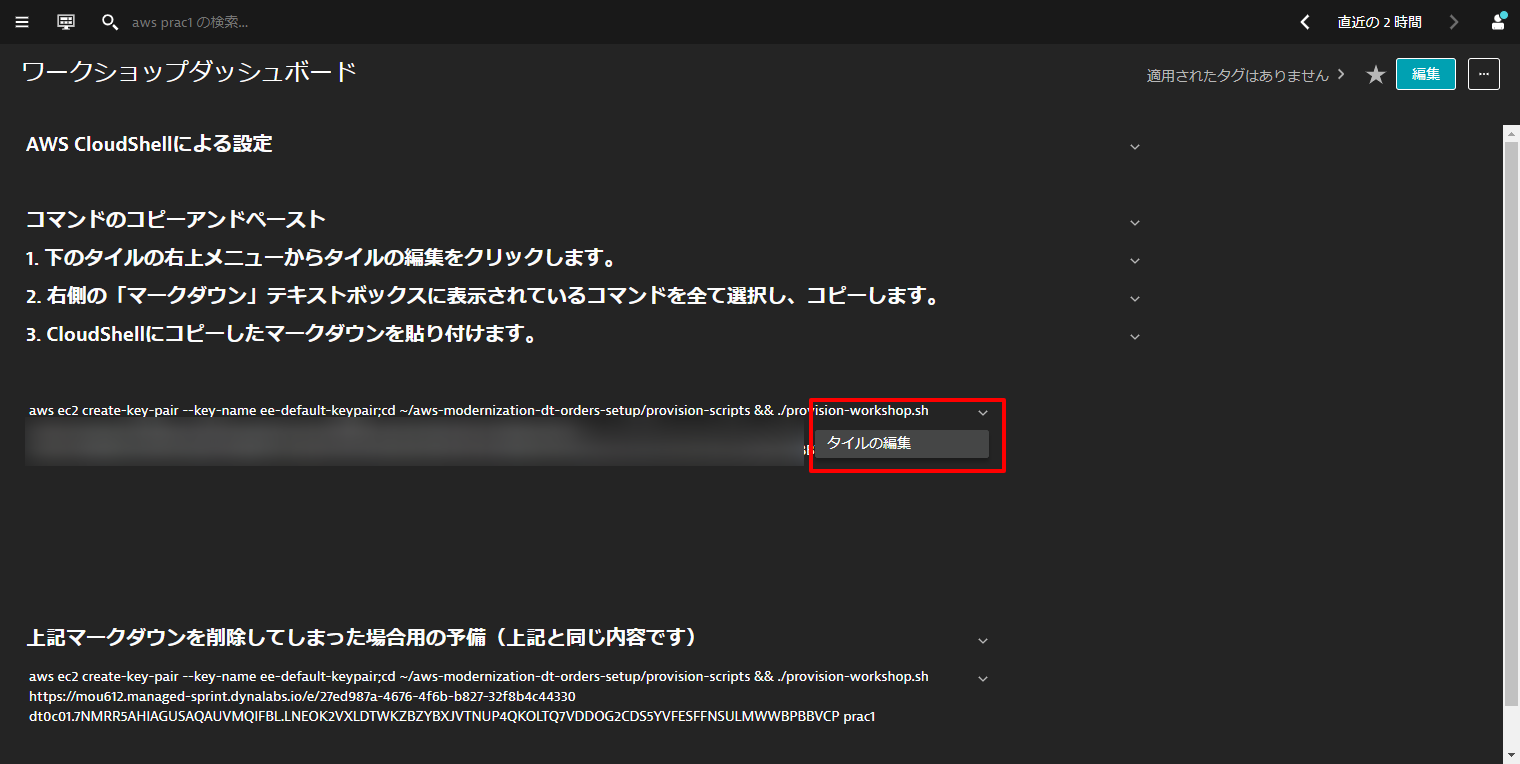 aws prac1 の検索...
直近の 2 時間
ワークショップダッシュボード
適用されたタグはありません
編集
...
AWS CloudShellによる設定
コマンドのコピーアンドペースト
1. 下のタイルの右上メニューからタイルの編集をクリックします。
2. 右側の「マークダウン」テキストボックスに表示されているコマンドを全て選択し、コピーします。
3. CloudShellにコピーしたマークダウンを貼り付けます。
aws ec2 create-key-pair --key-name ee-default-keypair;cd ~/aws-modernization-dt-orders-setup/provision-scripts && ./provision-workshop.sh
タイルの編集
上記マークダウンを削除してしまった場合用の予備（上記と同じ内容です）
aws ec2 create-key-pair --key-name ee-default-keypair;cd ~/aws-modernization-dt-orders-setup/provision-scripts && ./provision-workshop.sh
https://mou612.managed-sprint.dynalabs.io/e/27ed987a-4676-4f6b-b827-32f8b4c44330
dt0c01.7NMRR5AHIAGUSAQAUVMQIFBL.LNEOK2VXLDTWKZBZYBXJVTNUP4QKOLTQ7VDDOG2CDS5YVFESFFNSULMWWBPBBVCP prac1